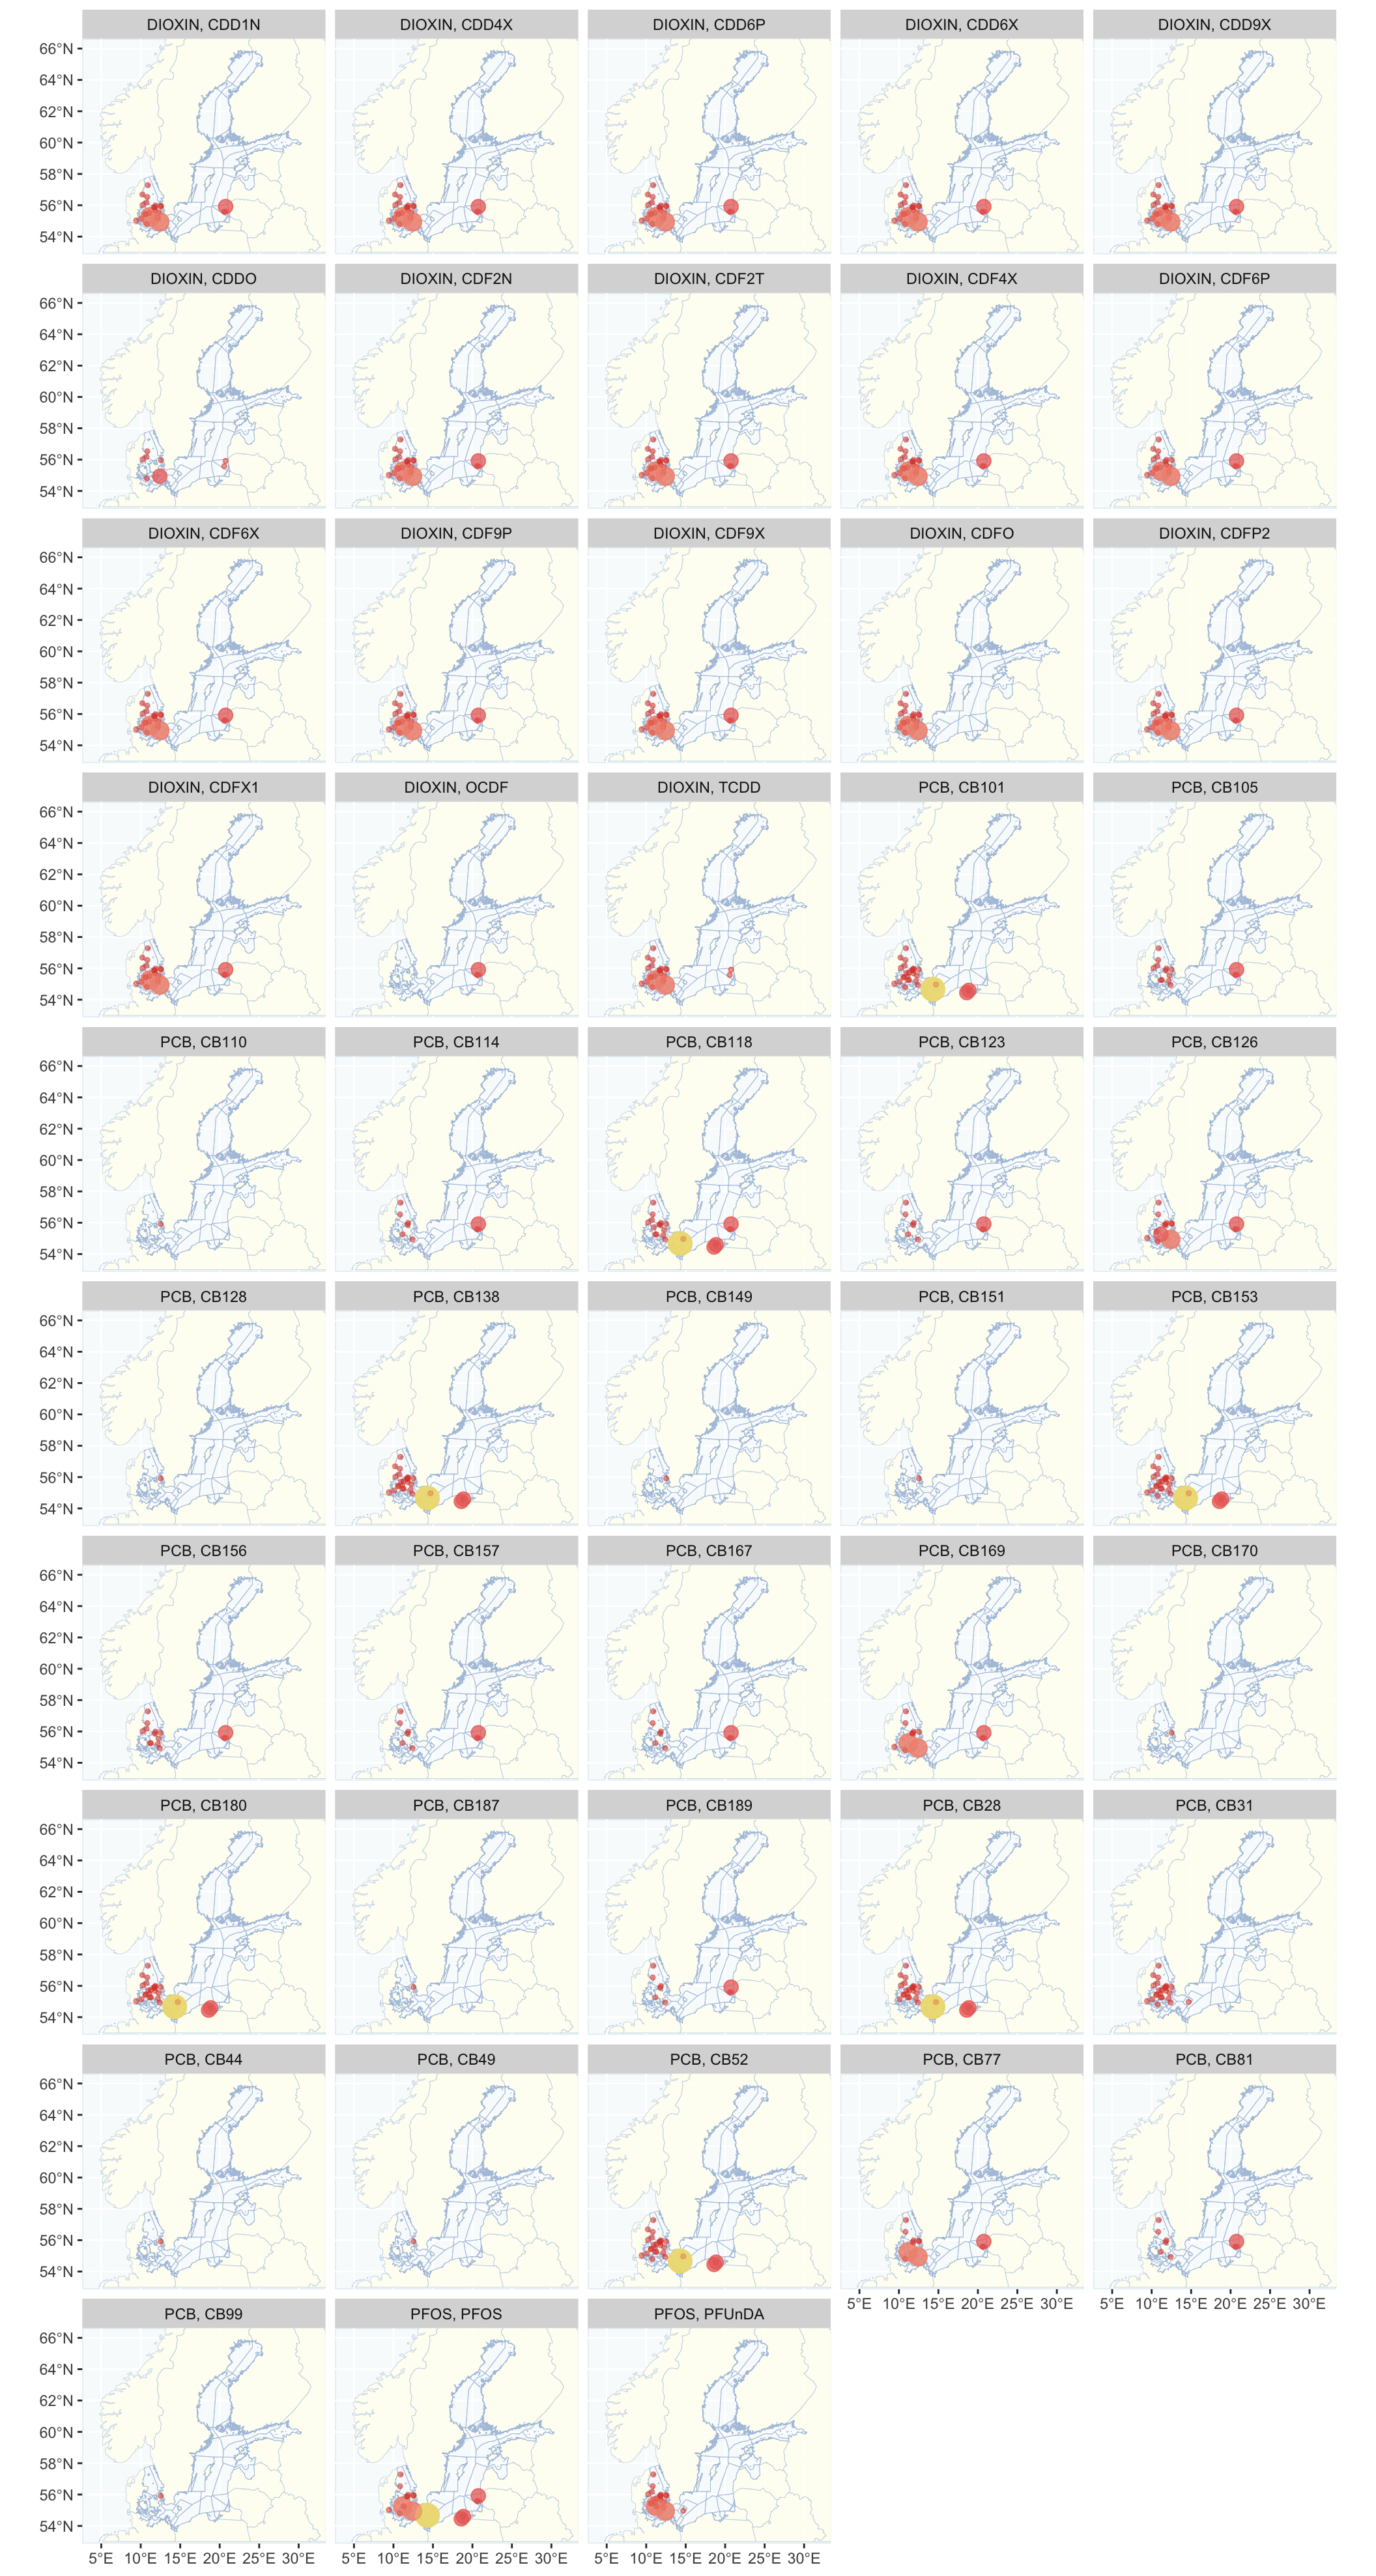 DIOXIN, CDD1N DIOXIN, CDD4X DIOXIN, CDD6P DIOXIN, CDD6X DIOXIN, CDD9X
66°N
64°N
62°N
60°N
58°N
56°N
54°N
DIOXIN, CDDO DIOXIN, CDF2N DIOXIN, CDF2T DIOXIN, CDF4X DIOXIN, CDF6P
66°N
64°N
62°N
60°N
58°N
56°N
54°N
DIOXIN, CDF6X DIOXIN, CDF9P DIOXIN, CDF9X DIOXIN, CDFO DIOXIN, CDFP2
66°N
64°N
62°N
60°N
58°N
56°N
54°N
DIOXIN, CDFX1 DIOXIN, OCDF DIOXIN, TCDD PCB, CB101 PCB, CB105
66°N
64°N
62°N
60°N
58°N
56°N
54°N
PCB, CB110 PCB, CB114 PCB, CB118 PCB, CB123 PCB, CB126
66°N
64°N
62°N
60°N
58°N
56°N
54°N
PCB, CB128 PCB, CB138 PCB, CB149 PCB, CB151 PCB, CB153
66°N
64°N
62°N
60°N
58°N
56°N
54°N
PCB, CB156 PCB, CB157 PCB, CB167 PCB, CB169 PCB, CB170
66°N
64°N
62°N
60°N
58°N
56°N
54°N
PCB, CB180 PCB, CB187 PCB, CB189 PCB, CB28 PCB, CB31
66°N
64°N
62°N
60°N
58°N
56°N
54°N
PCB, CB44 PCB, CB49 PCB, CB52 PCB, CB77 PCB, CB81
66°N
64°N
62°N
60°N
58°N
56°N
54°N
5°E 10°E 15°E 20°E 25°E 30°E 5°E 10°E 15°E 20°E 25°E 30°E
PCB, CB99 PFOS, PFOS PFOS, PFUnDA
66°N
64°N
62°N
60°N
58°N
56°N
54°N
5°E 10°E 15°E 20°E 25°E 30°E 5°E 10°E 15°E 20°E 25°E 30°E 5°E 10°E 15°E 20°E 25°E 30°E